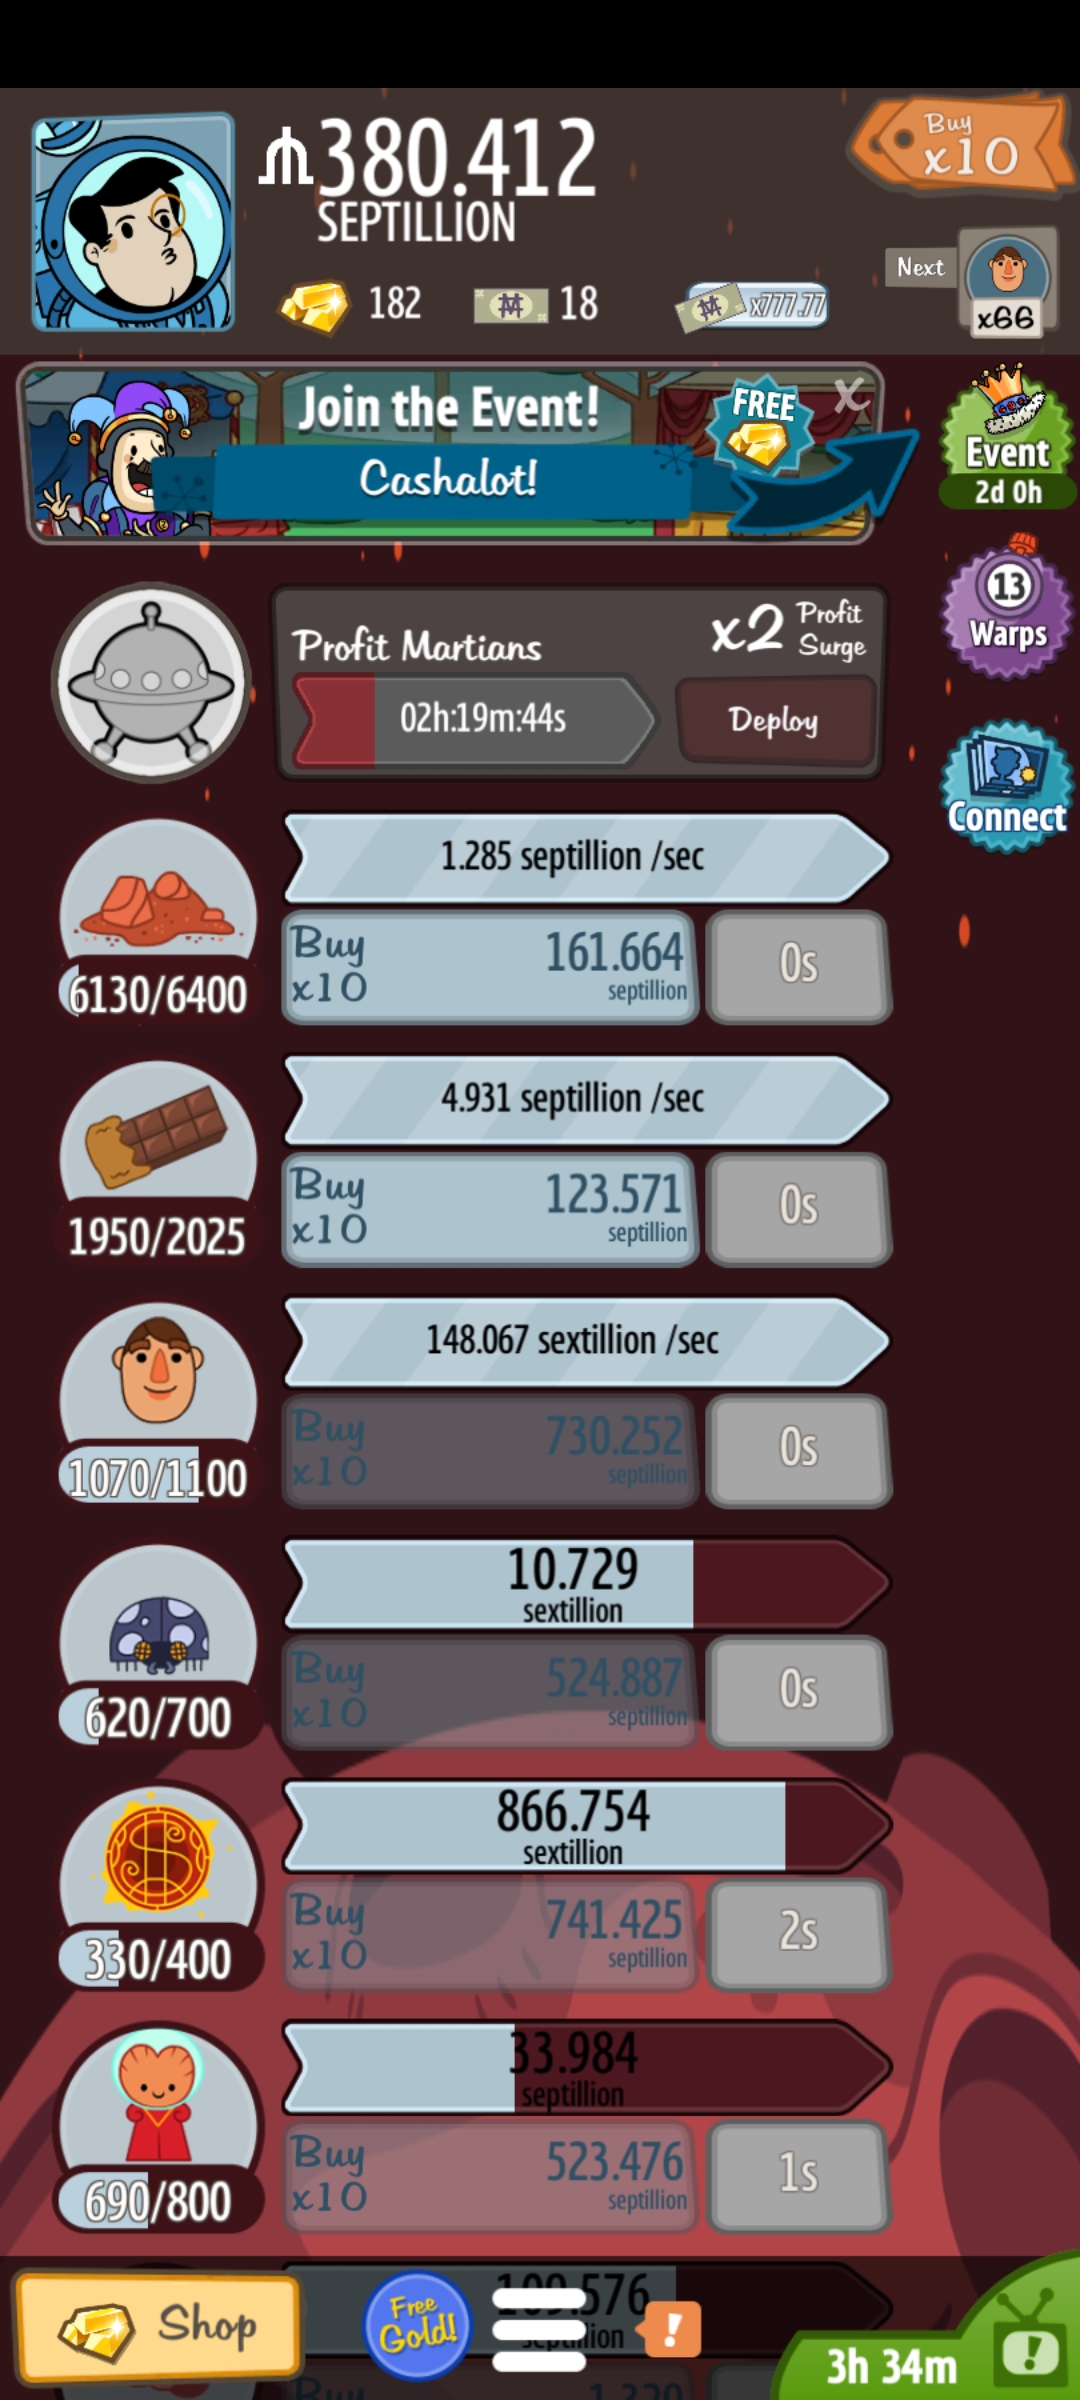 380.412
SEPTILLION
Buy
x10
182
18
x777.77
Next
x66
Join the Event!
FREE
X
Cashalot!
Event
2d 0h
13
Warps
Connect
Profit Martians
x2 Profit Surge
02h:19m:44s
Deploy
1.285 septillion /sec
Buy x10
161.664
septillion
0s
6130/6400
4.931 septillion /sec
Buy x10
123.571
septillion
0s
1950/2025
148.067 sextillion /sec
Buy x10
730.252
septillion
0s
1070/1100
10.729
sextillion
Buy x10
524.887
septillion
0s
620/700
866.754
sextillion
Buy x10
741.425
septillion
2s
330/400
33.984
septillion
Buy x10
523.476
septillion
1s
690/800
Shop
Free
Gold!
!
3h 34m
!